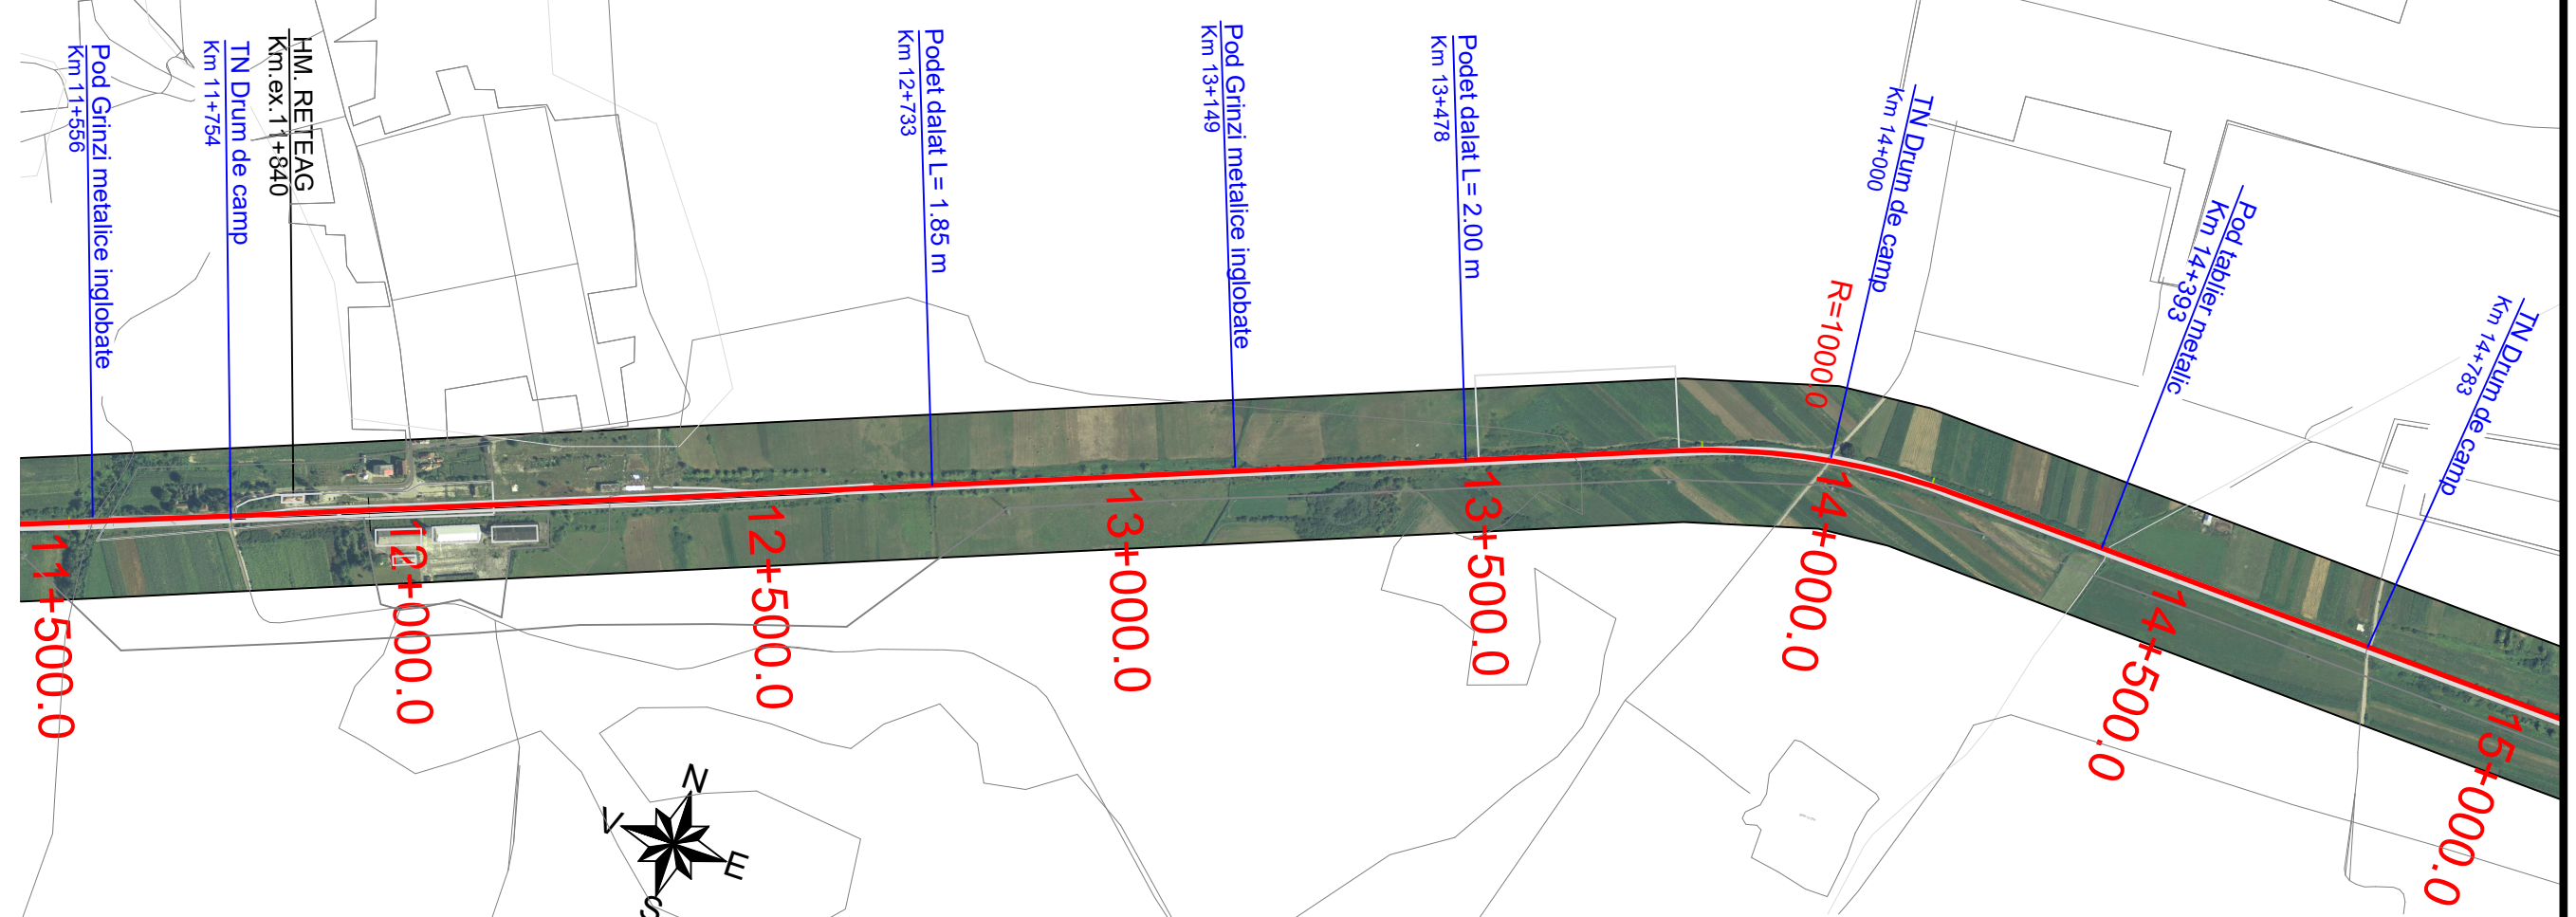 Pod Grinzi metalice inglobate
Km 11+556
TN Drum de camp
Km 11+754
HM. RETEAG
Km.ex.11+840
Podet dalat L= 1.85 m
Km 12+733
Pod Grinzi metalice inglobate
Km 13+149
Podet dalat L= 2.00 m
Km 13+478
TN Drum de camp
Km 14+000
R=1000.0
Pod tablier metalic
Km 14+393
TN Drum de camp
Km 14+783
11+500.0
12+000.0
12+500.0
13+000.0
13+500.0
14+000.0
14+500.0
15+000.0
N
V
E
S